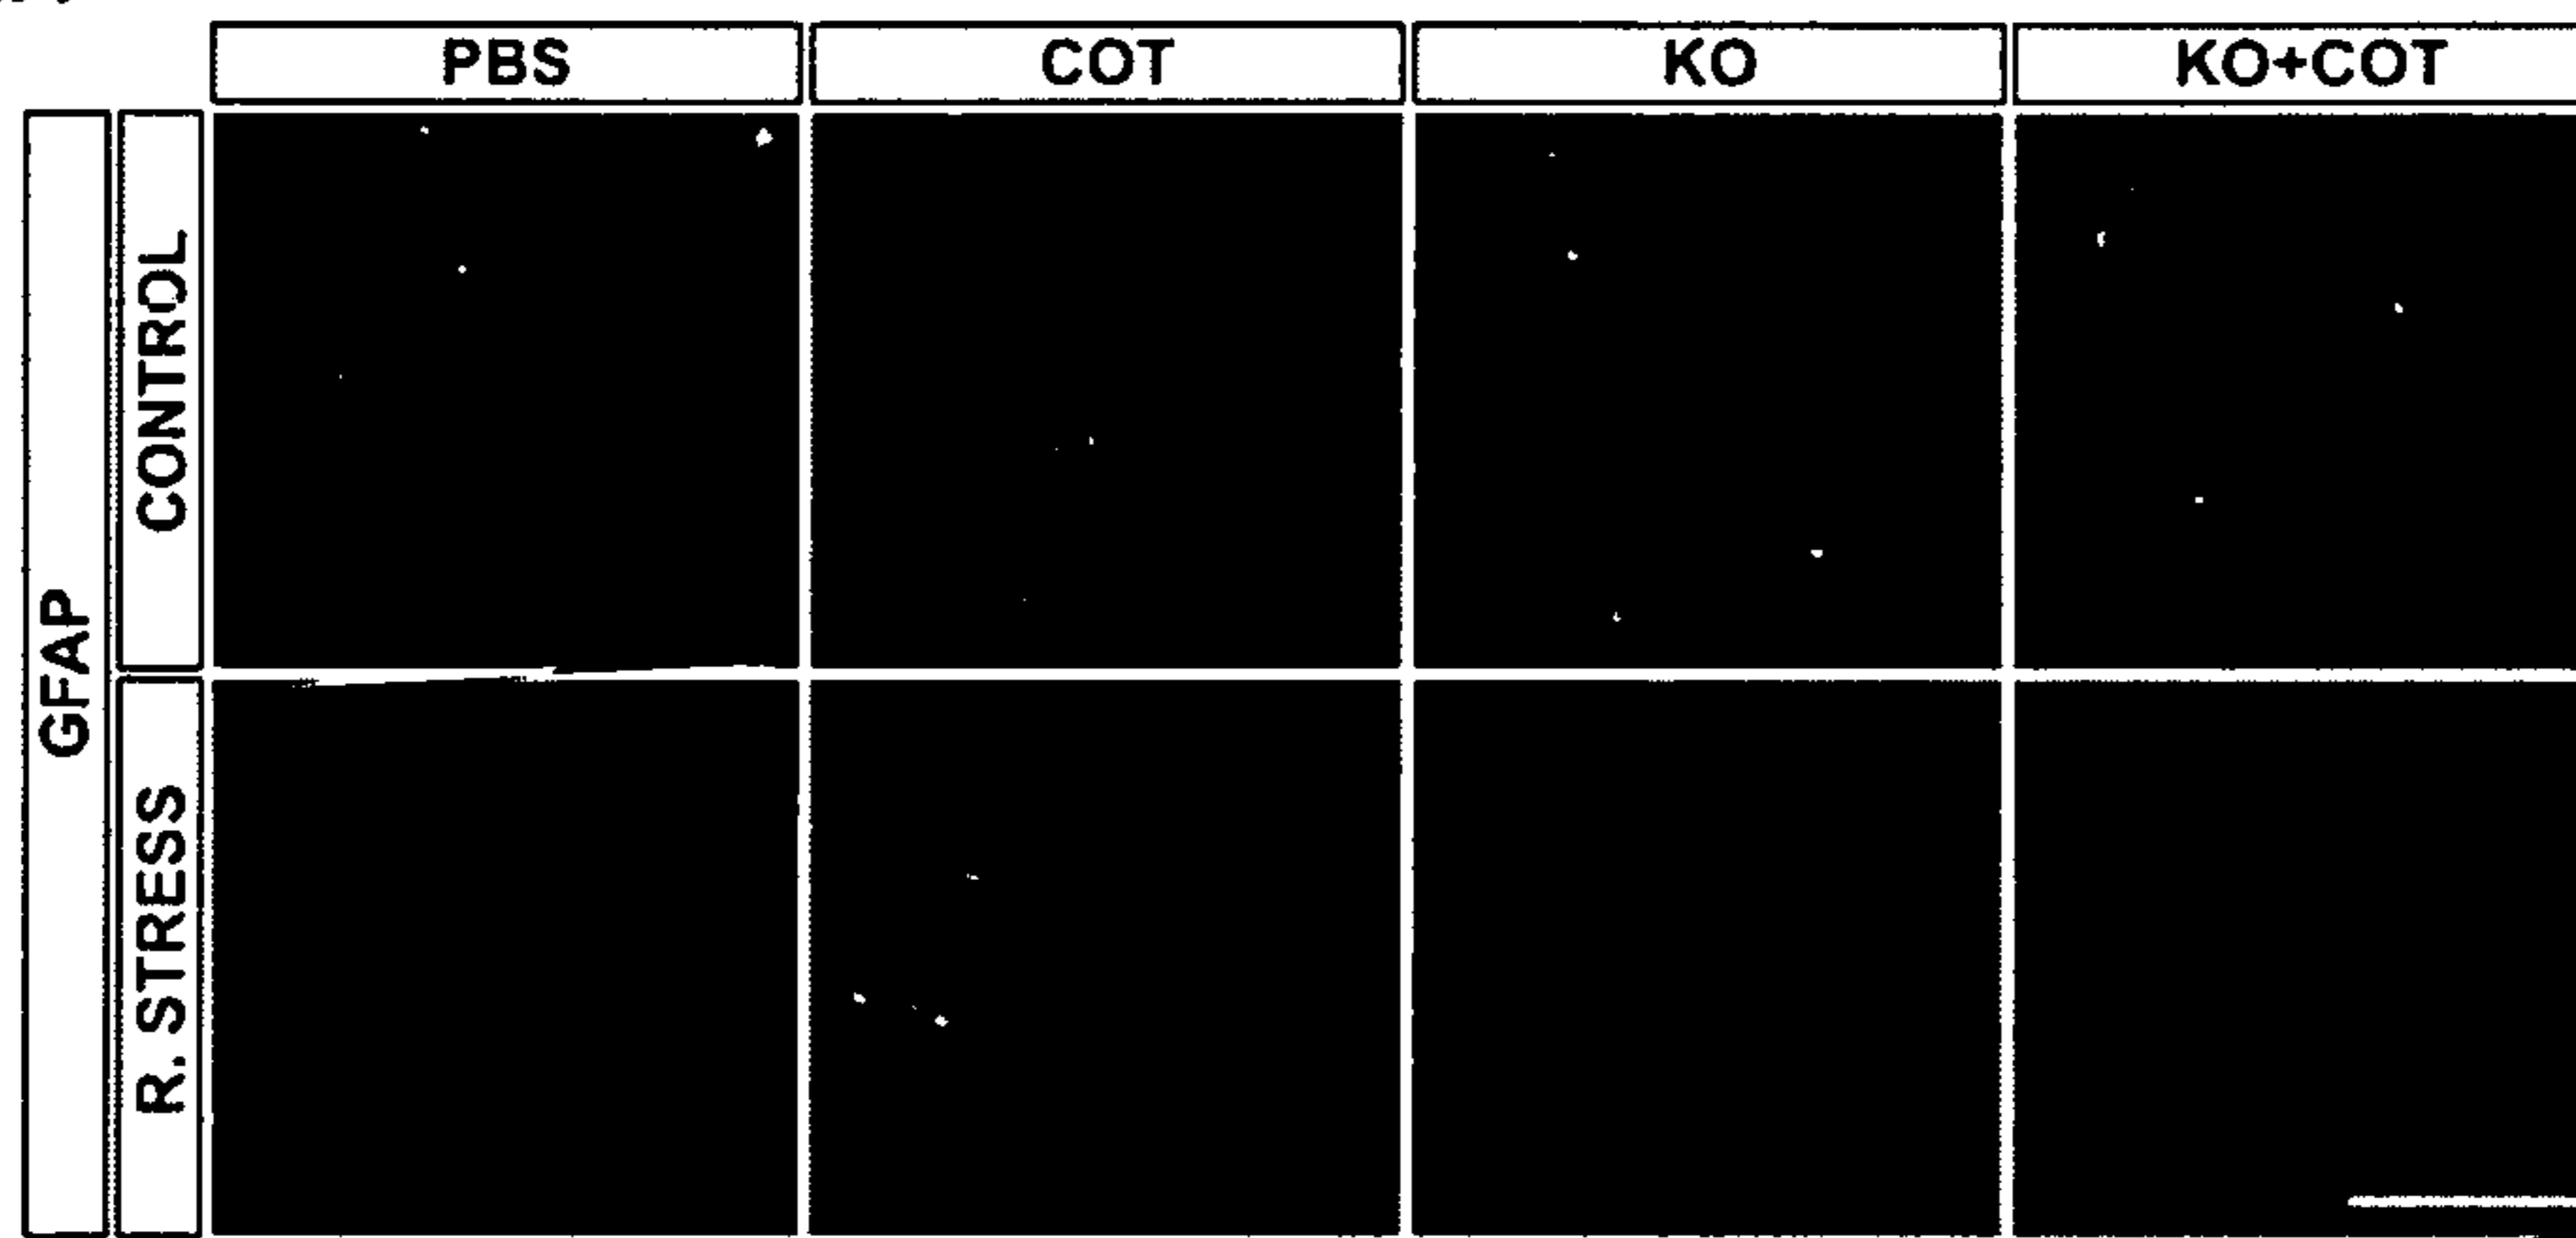 PBS
COT
KO
KO+COT
GFAP
CONTROL
R. STRESS